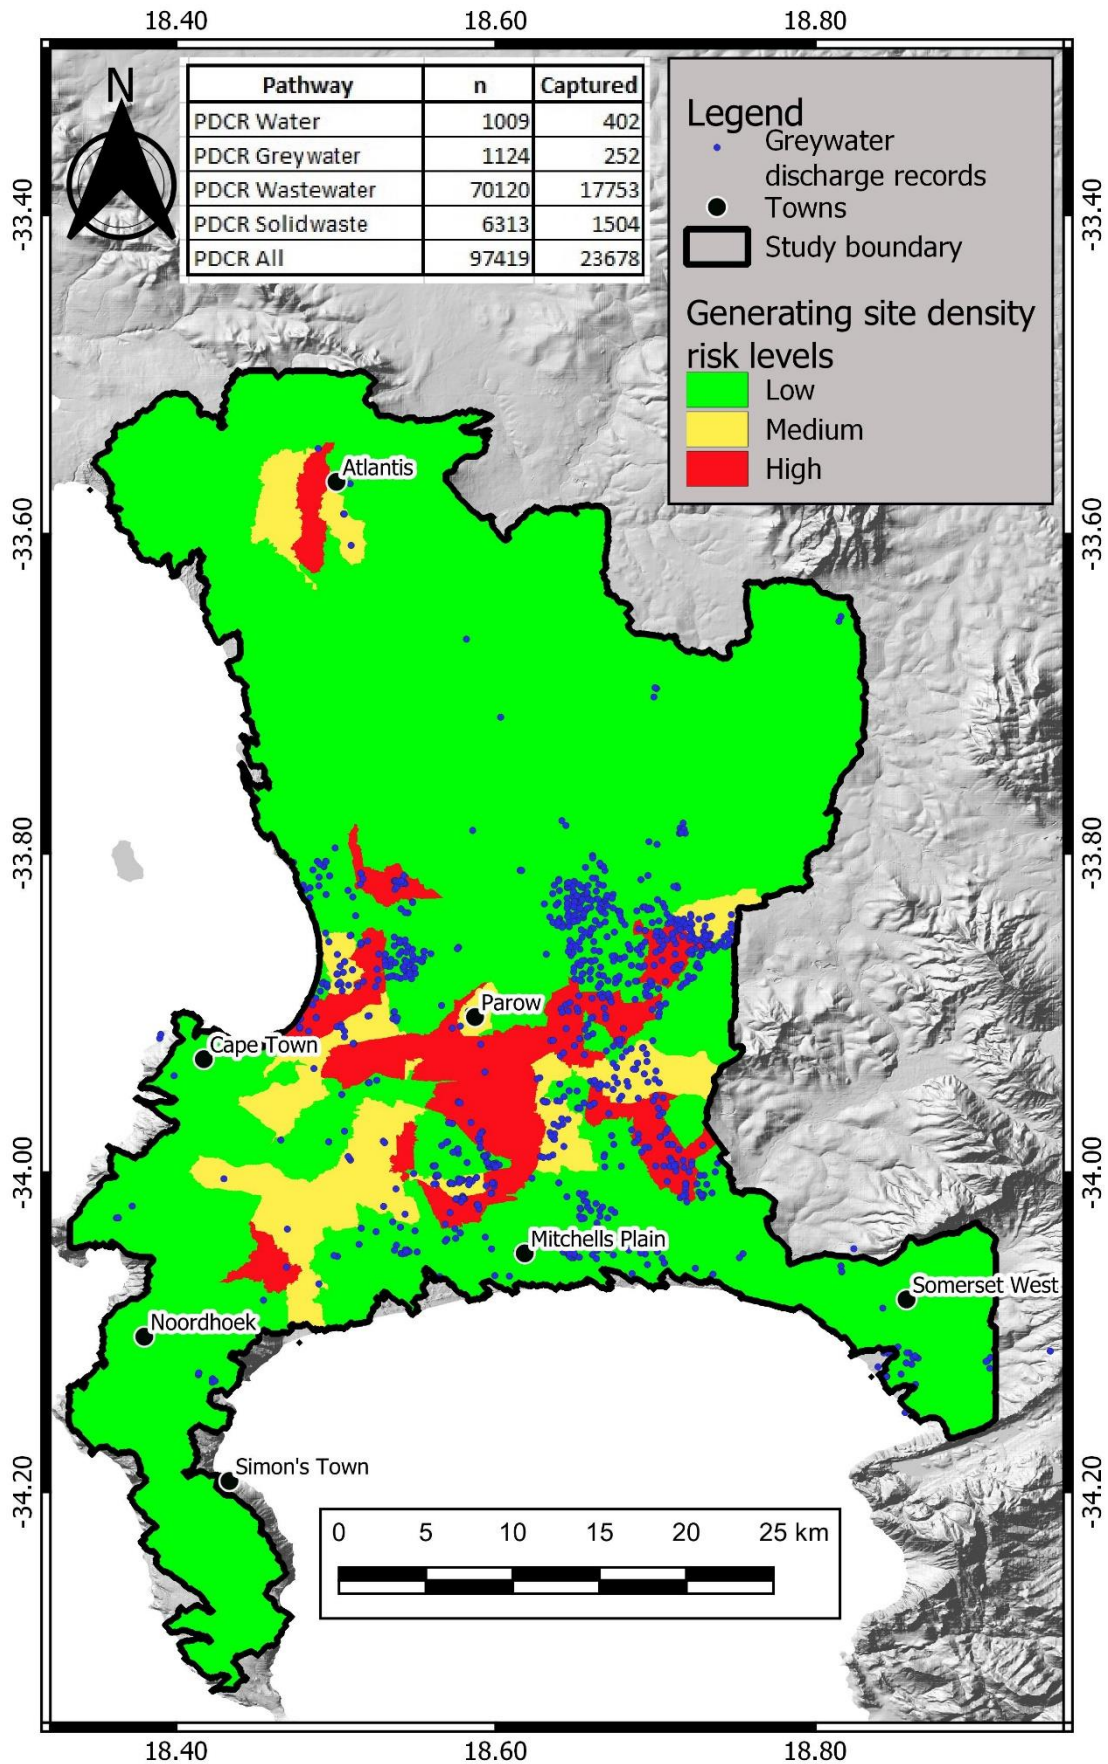 18.40 18.60 18.80
N
Pathway n Captured
PDCR Water 1009 402
PDCR Greywater 1124 252
PDCR Wastewater 70120 17753
PDCR Solidwaste 6313 1504
PDCR All 97419 23678
Legend
Greywater
discharge records
Towns
Study boundary
Generating site density
risk levels
Low
Medium
High
-33.40 -33.40
Atlantis
-33.60 -33.60
-33.80 -33.80
Parow
Cape Town
-34.00 -34.00
Mitchells Plain
Somerset West
Noordhoek
Simon's Town
-34.20 -34.20
0 5 10 15 20 25 km
18.40 18.60 18.80